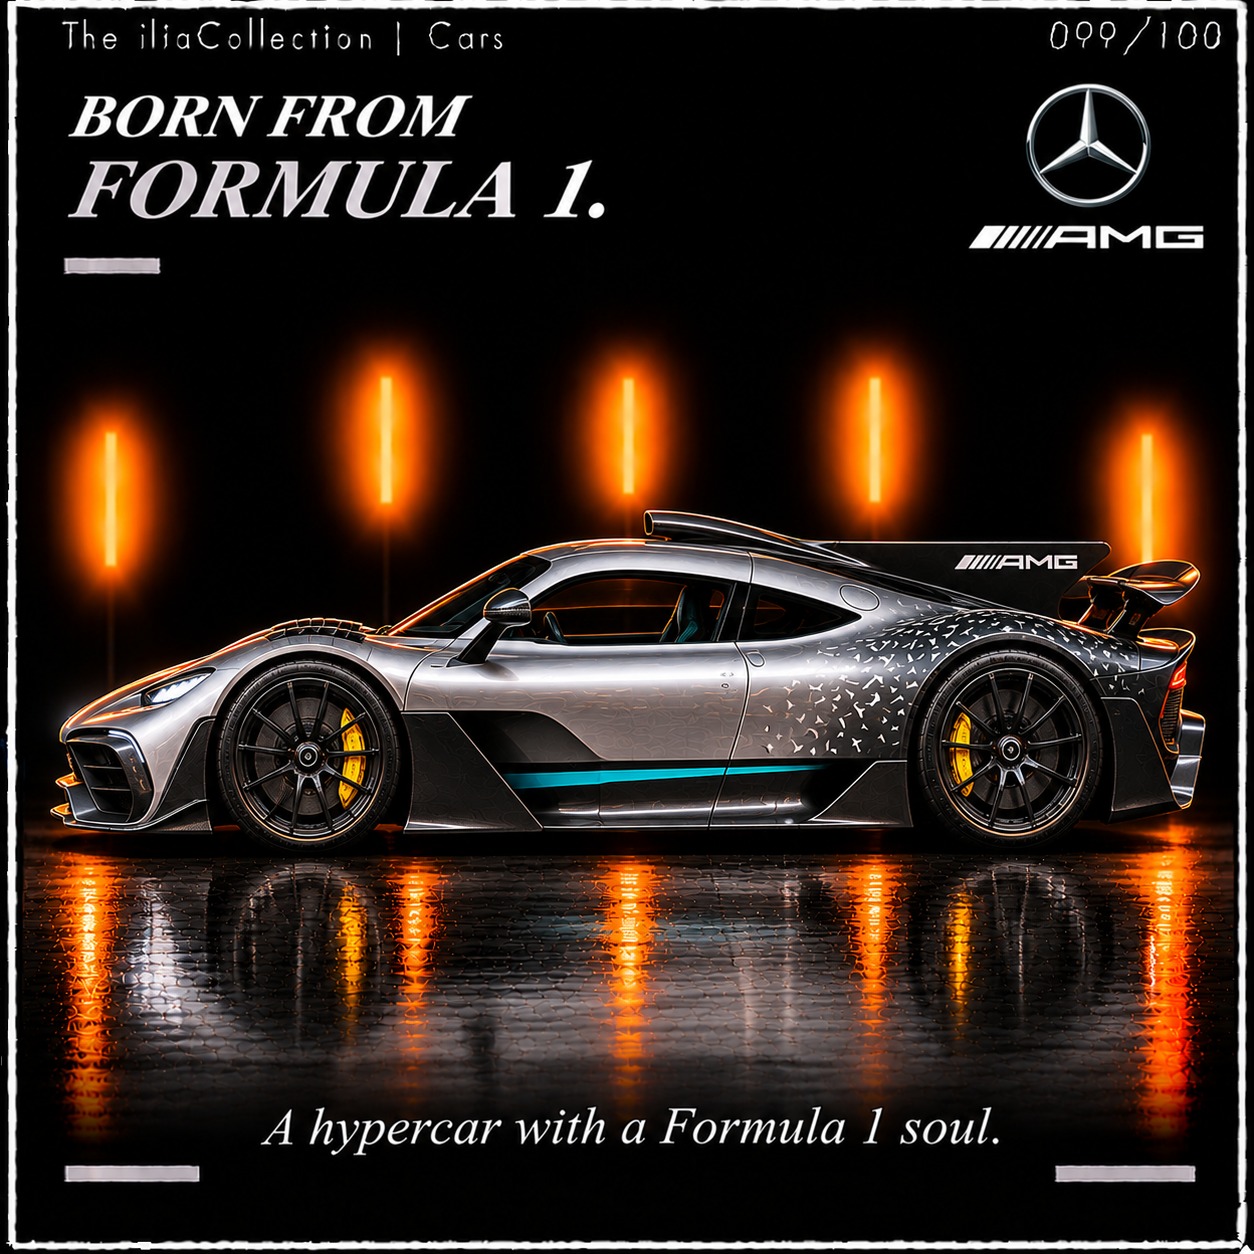 The iliaCollection | Cars
099/100
BORN FROM
FORMULA 1.
AMG
AMG
A hypercar with a Formula 1 soul.